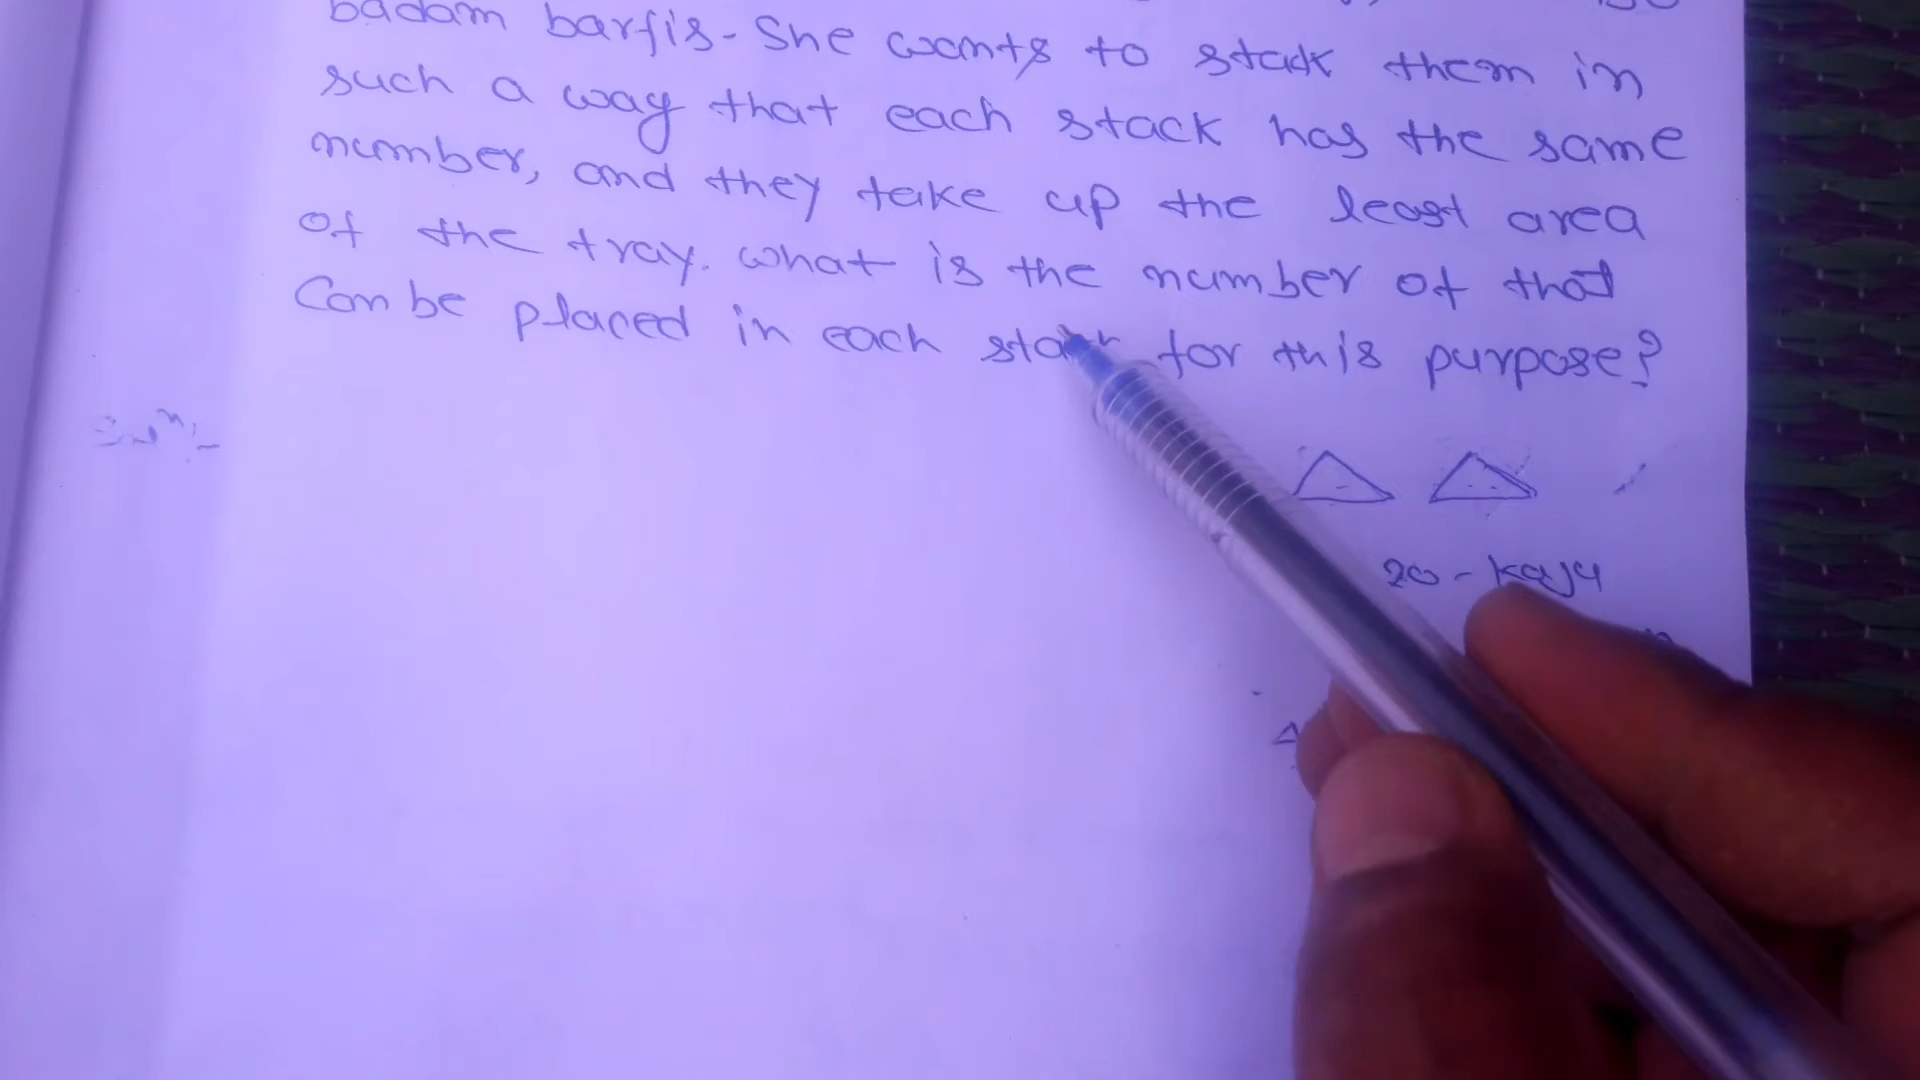 badam barfis. She wants to stack them in
such a way that each stack has the same
number, and they take up the least area
of the tray. what is the number of that
Can be placed in each stack for this purpose?
20 - kaju